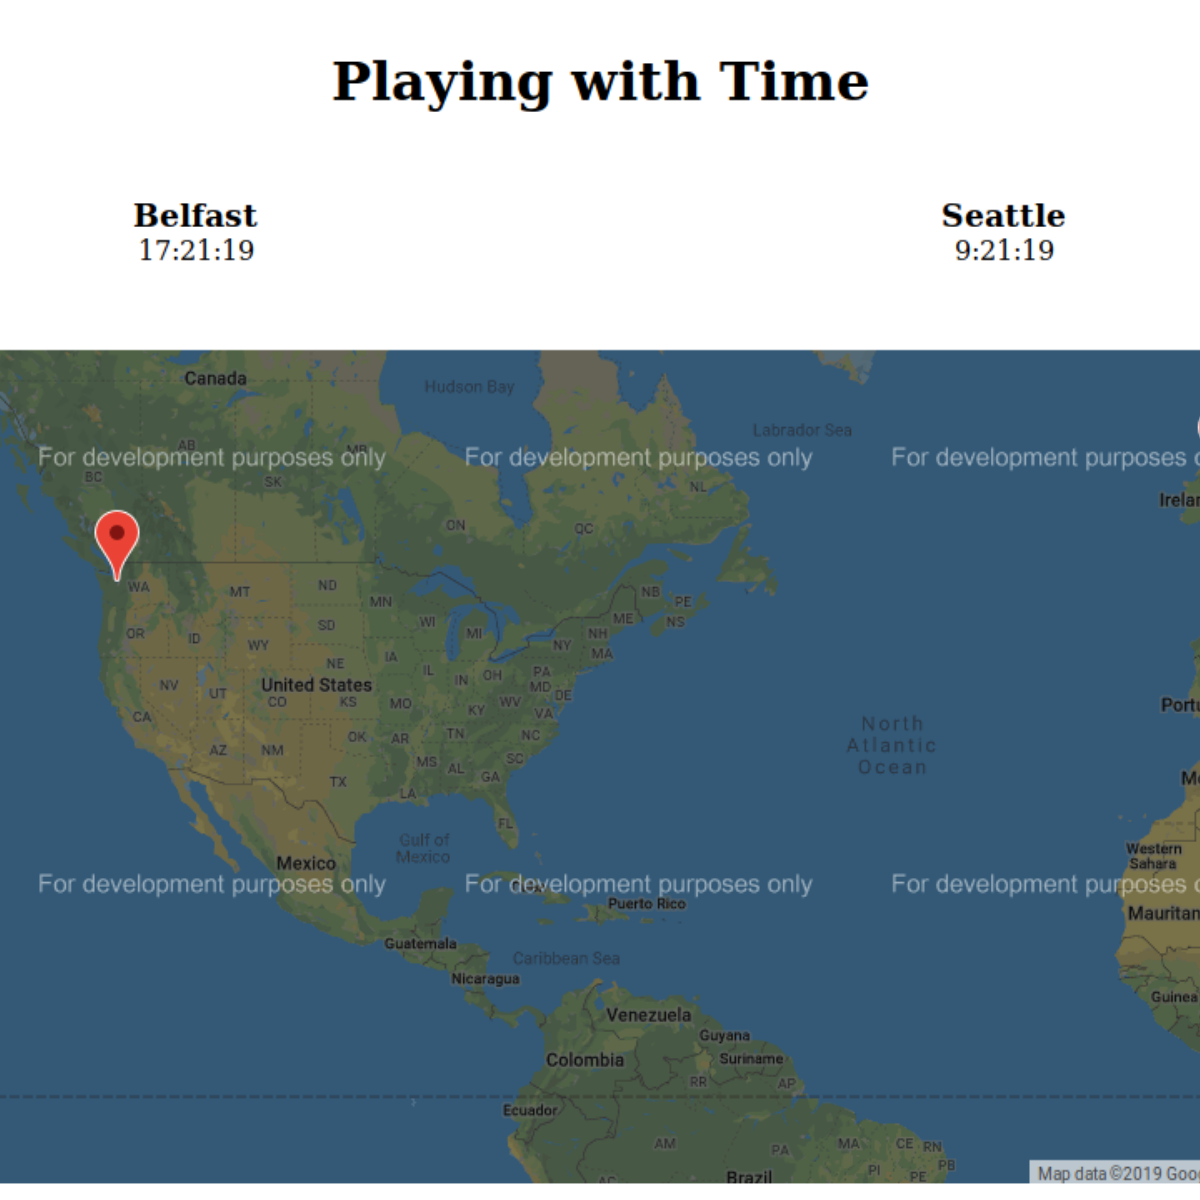 Playing with Time
Belfast
17:21:19
Seattle
9:21:19
Canada
Hudson Bay
Labrador Sea
AB
MB
For development purposes only
For development purposes only
For development purposes
BC
SK
NL
ON
QC
WA
MT
ND
MN
NB
PE
OR
ID
SD
WI
MI
ME
NS
WY
NH
NY
MA
NE
IA
IL
IN
OH
PA
MD
DE
NV
UT
United States
CO
KS
MO
KY
WV
VA
CA
AZ
NM
OK
AR
TN
NC
SC
MS
AL
GA
TX
LA
FL
North
Atlantic
Ocean
Gulf of
Mexico
Mexico
Western
Sahara
For development purposes only
For development purposes only
For development purposes
Puerto Rico
Guatemala
Caribbean Sea
Nicaragua
Guinea
Venezuela
Guyana
Colombia
Suriname
RR
AP
Ecuador
AM
PA
MA
CE
RN
PB
PI
PE
Brazil
Map data ©2019